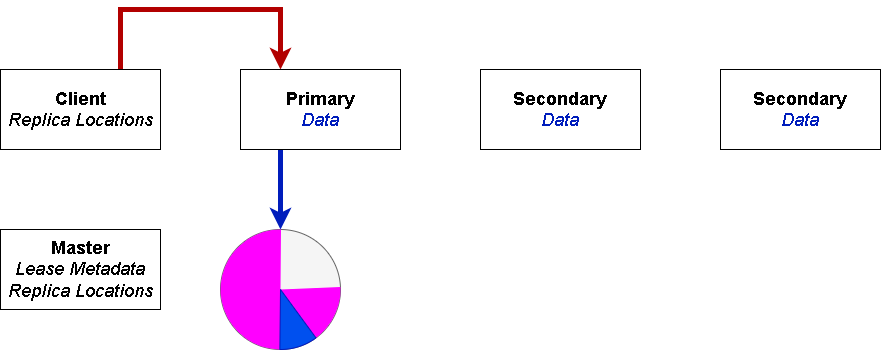 Client
Replica Locations
Primary
Data
Secondary
Data
Secondary
Data
Master
Lease Metadata
Replica Locations